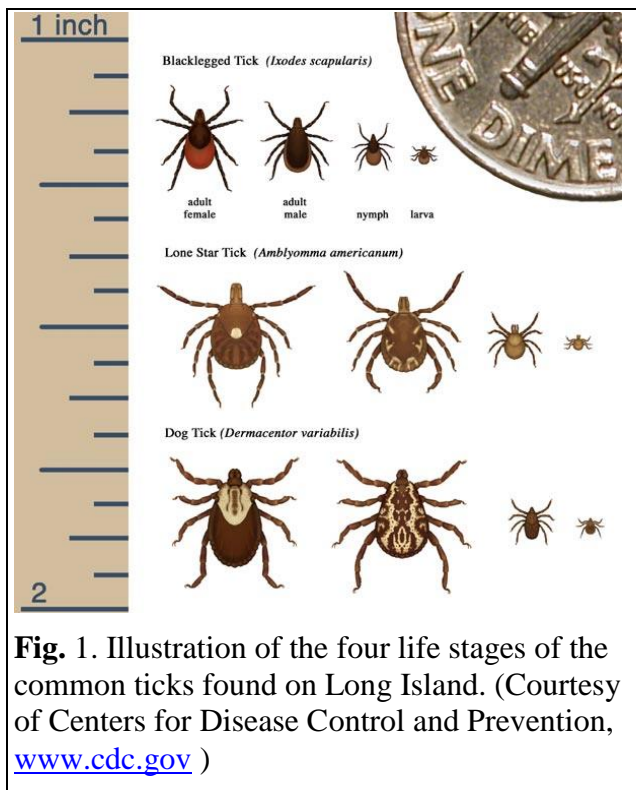 1 inch
Blacklegged Tick (Ixodes scapularis)
ONE DIME
adult female
adult male
nymph
larva
Lone Star Tick (Amblyomma americanum)
Dog Tick (Dermacentor variabilis)
2
Fig. 1. Illustration of the four life stages of the
common ticks found on Long Island. (Courtesy
of Centers for Disease Control and Prevention,
www.cdc.gov )